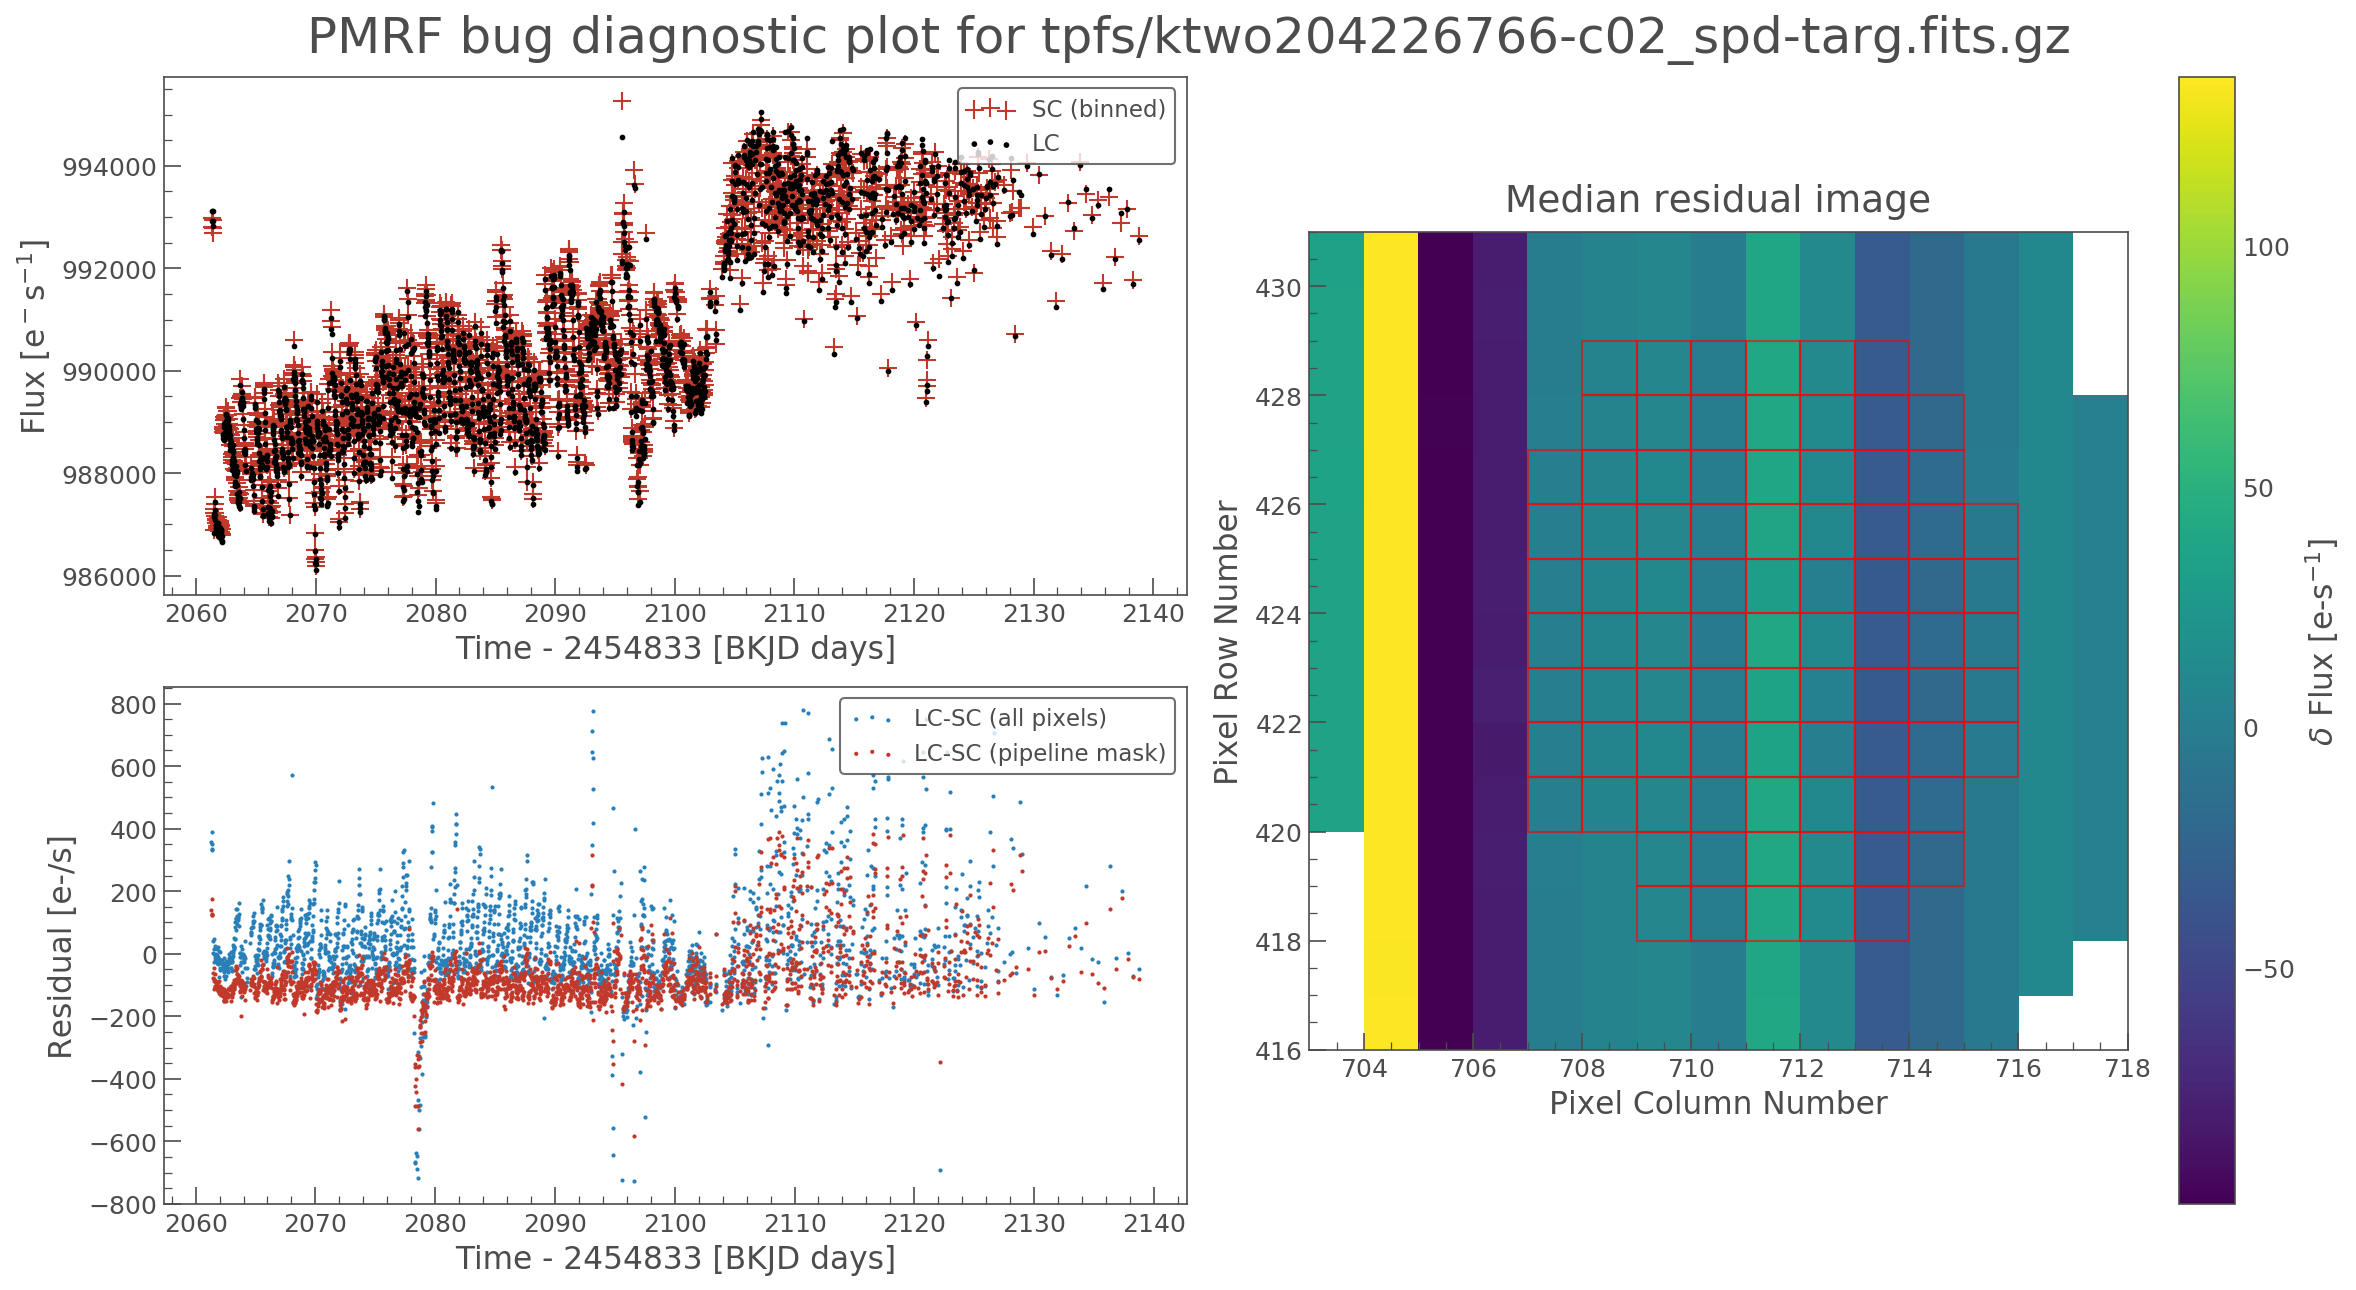 PMRF bug diagnostic plot for tpfs/ktwo204226766-c02_spd-targ.fits.gz
Flux [e⁻ s⁻¹]
994000
992000
990000
988000
986000
SC (binned)
LC
2060 2070 2080 2090 2100 2110 2120 2130 2140
Time - 2454833 [BKJD days]
Residual [e-/s]
800
600
400
200
0
−200
−400
−600
−800
LC-SC (all pixels)
LC-SC (pipeline mask)
2060 2070 2080 2090 2100 2110 2120 2130 2140
Time - 2454833 [BKJD days]
Median residual image
Pixel Row Number
430
428
426
424
422
420
418
416
704 706 708 710 712 714 716 718
Pixel Column Number
100
50
0
−50
δ Flux [e-s⁻¹]